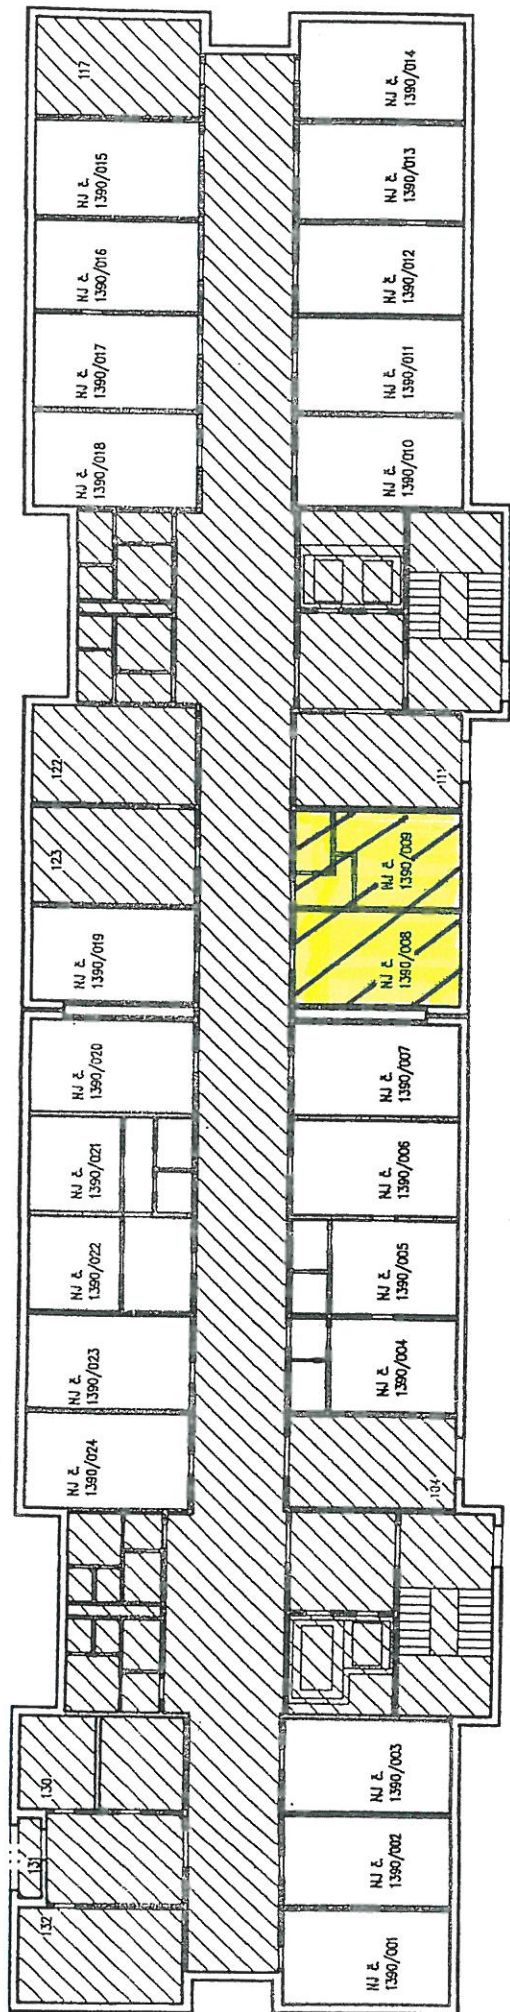 117
NJ č.
1390/015
NJ č.
1390/016
NJ č.
1390/017
NJ č.
1390/018
122
123
NJ č.
1390/019
NJ č.
1390/020
NJ č.
1390/021
NJ č.
1390/022
NJ č.
1390/023
NJ č.
1390/024
130
131
132
NJ č.
1390/014
NJ č.
1390/013
NJ č.
1390/012
NJ č.
1390/011
NJ č.
1390/010
111
NJ č.
1390/009
NJ č.
1390/008
NJ č.
1390/007
NJ č.
1390/006
NJ č.
1390/005
NJ č.
1390/004
104
NJ č.
1390/003
NJ č.
1390/002
NJ č.
1390/001